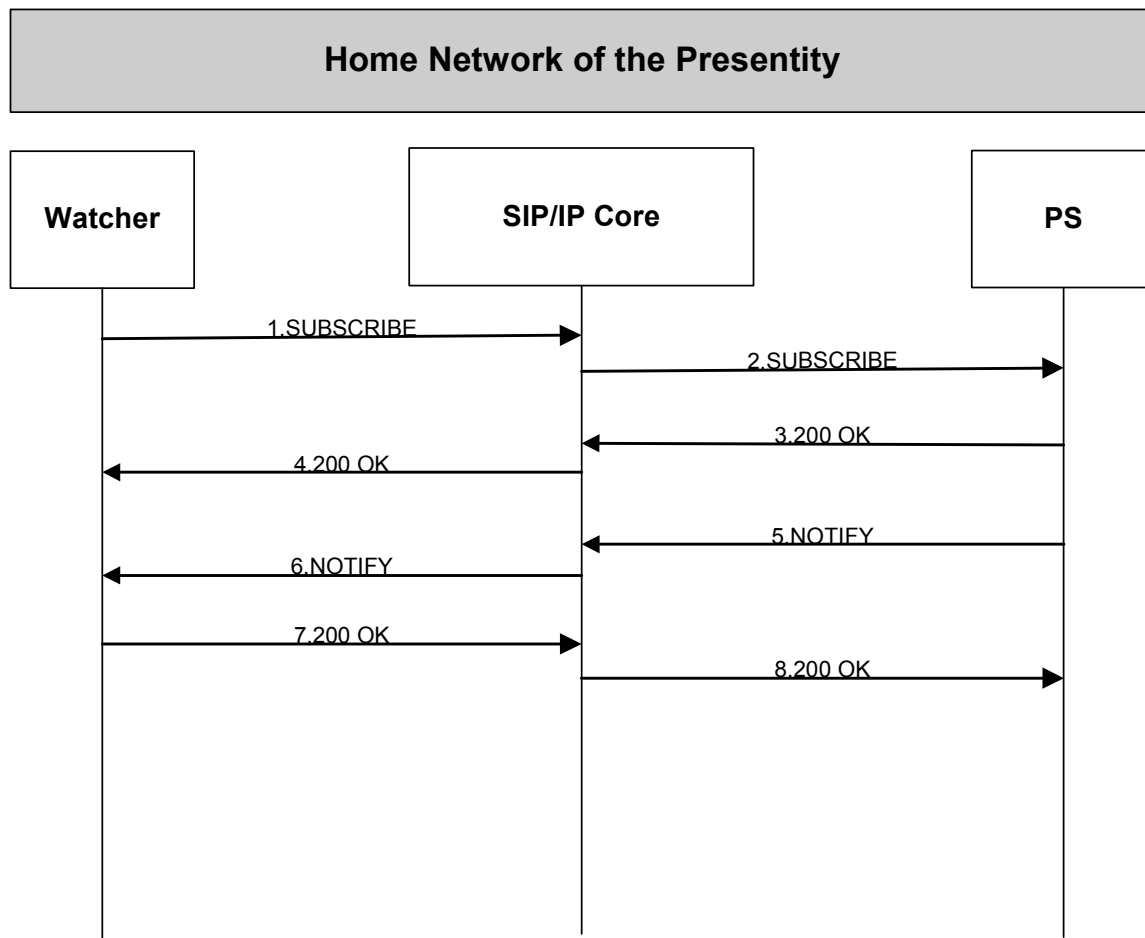 Home Network of the Presentity
Watcher
SIP/IP Core
PS
1.SUBSCRIBE
2.SUBSCRIBE
3.200 OK
4.200 OK
5.NOTIFY
6.NOTIFY
7.200 OK
8.200 OK